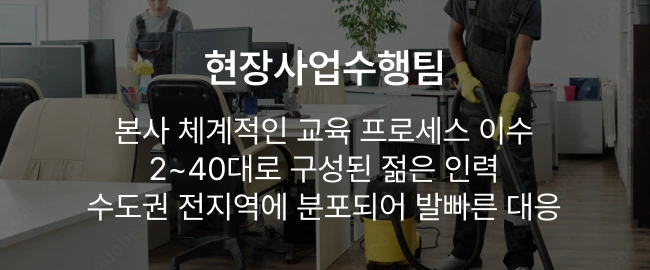 현장사업수행팀
본사 체계적인 교육 프로세스 이수
2~40대로 구성된 젊은 인력
수도권 전지역에 분포되어 발빠른 대응